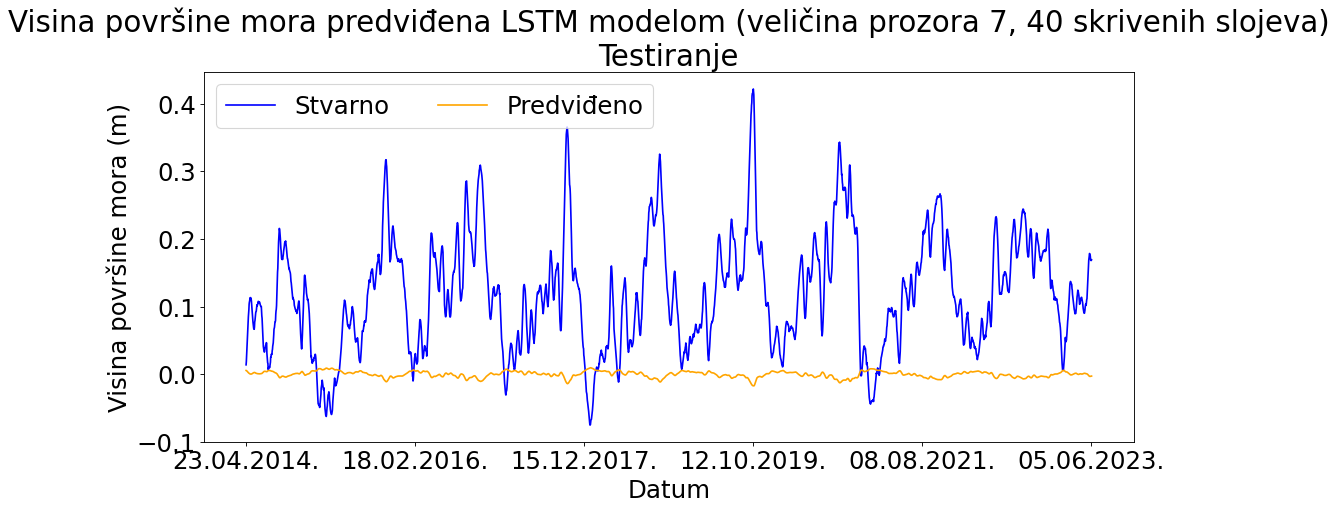 Visina površine mora predviđena LSTM modelom (veličina prozora 7, 40 skrivenih slojeva)
Testiranje
Stvarno
Predviđeno
Visina površine mora (m)
0.4
0.3
0.2
0.1
0.0
−0.1
23.04.2014.
18.02.2016.
15.12.2017.
12.10.2019.
08.08.2021.
05.06.2023.
Datum